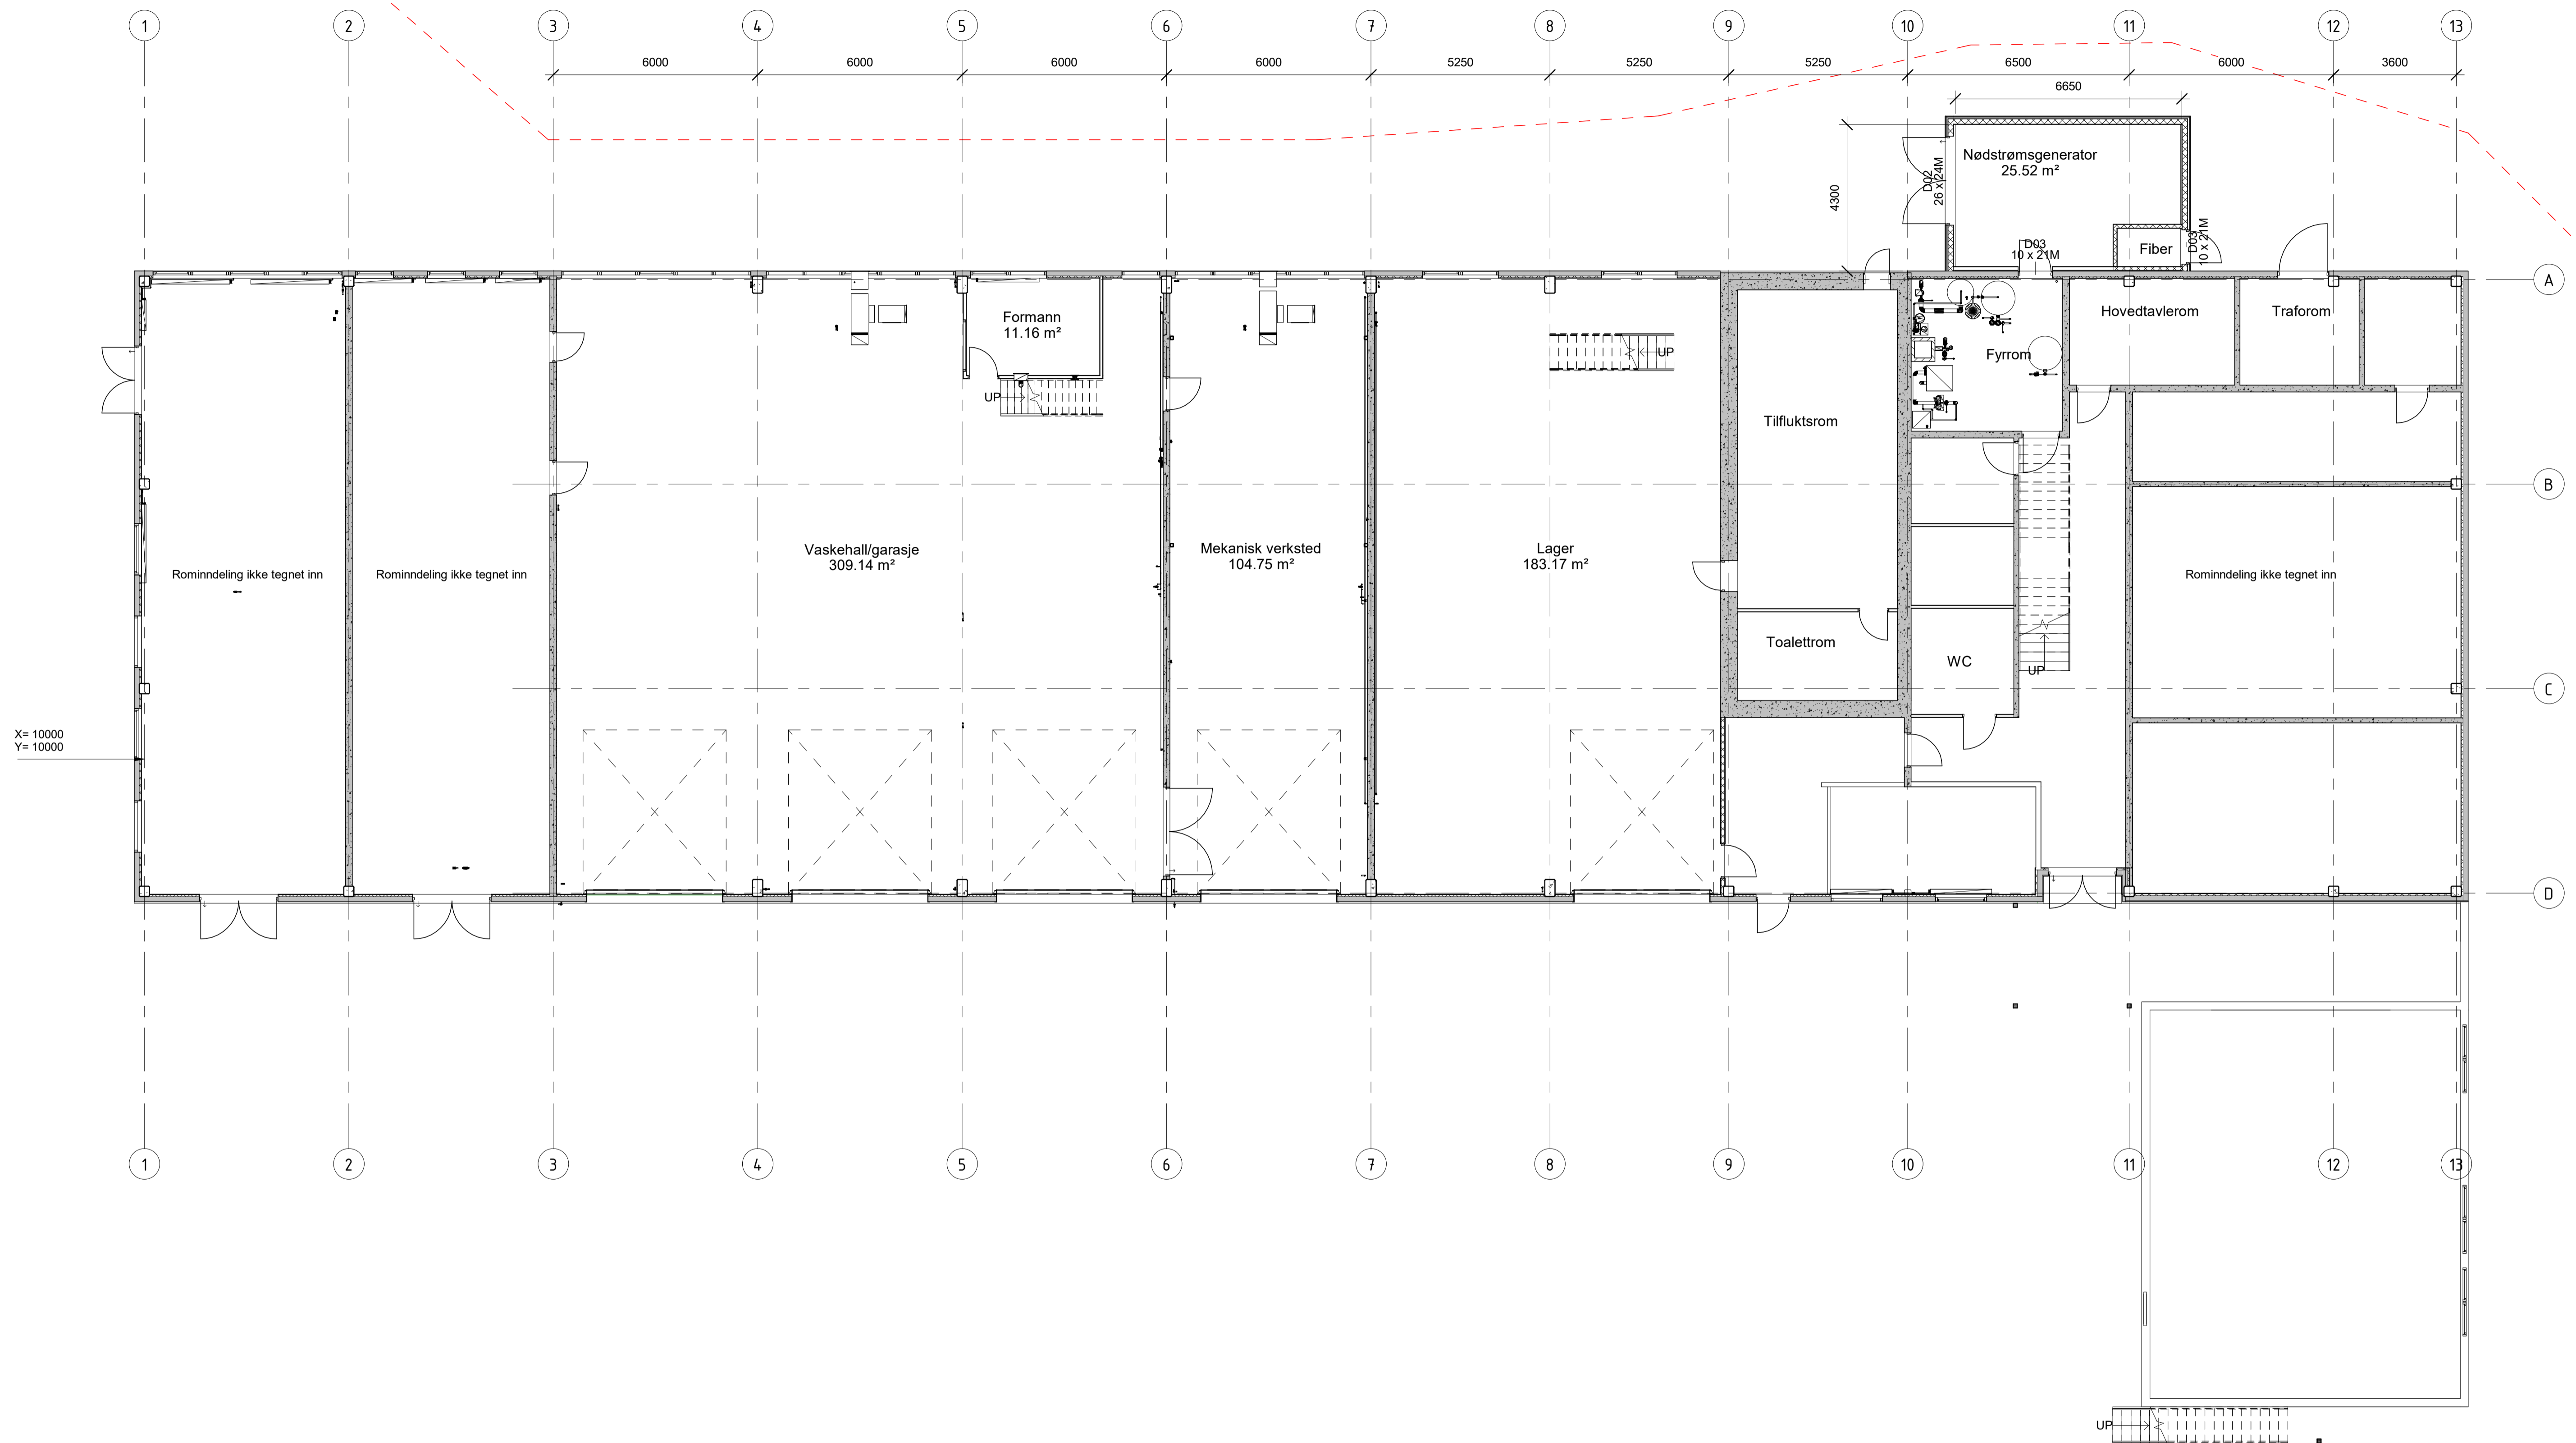 1 2 3 4 5 6 7 8 9 10 11 12 13
6000 6000 6000 6000 5250 5250 5250 6500 6000 3600
6650
4300
D02
26 x 24M
Nødstrømsgenerator
25.52 m²
D03
10 x 21M
Fiber
D03
10 x 21M
A
Formann
11.16 m²
UP
UP
Hovedtavlerom
Traforom
Fyrrom
Tilfluktsrom
B
Rominndeling ikke tegnet inn
Rominndeling ikke tegnet inn
Vaskehall/garasje
309.14 m²
Mekanisk verksted
104.75 m²
Lager
183.17 m²
Rominndeling ikke tegnet inn
Toalettrom
WC
UP
C
X= 10000
Y= 10000
D
1 2 3 4 5 6 7 8 9 10 11 12 13
UP